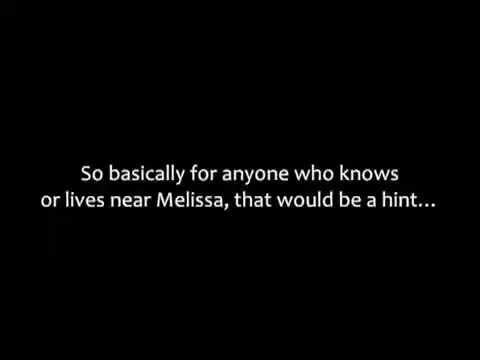 So basically for anyone who knows
or lives near Melissa, that would be a hint...